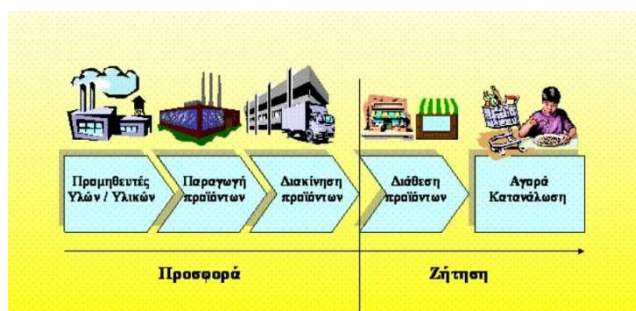 Προμηθευτές
Υλών / Υλικών
Παραγωγή
προϊόντων
Διακίνηση
προϊόντων
Διάθεση
προϊόντων
Αγορά
Κατανάλωση
Προσφορά
Ζήτηση